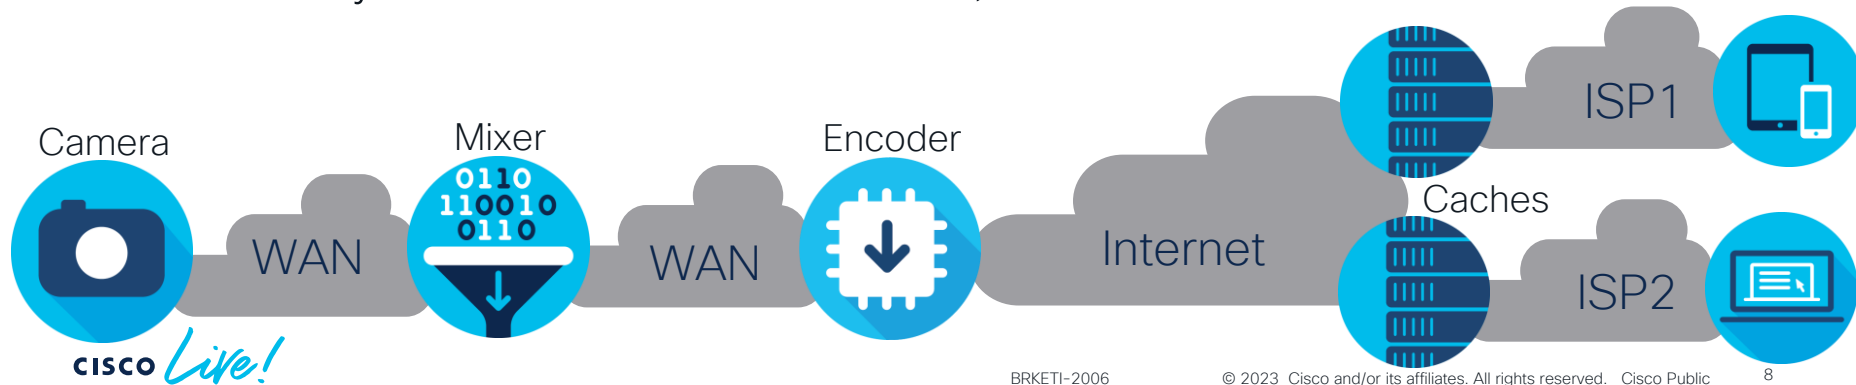 Camera
WAN
Mixer
0110
110010
0110
WAN
Encoder
Internet
Caches
ISP1
ISP2
CISCO Live!
BRKETI-2006
© 2023 Cisco and/or its affiliates. All rights reserved. Cisco Public
8